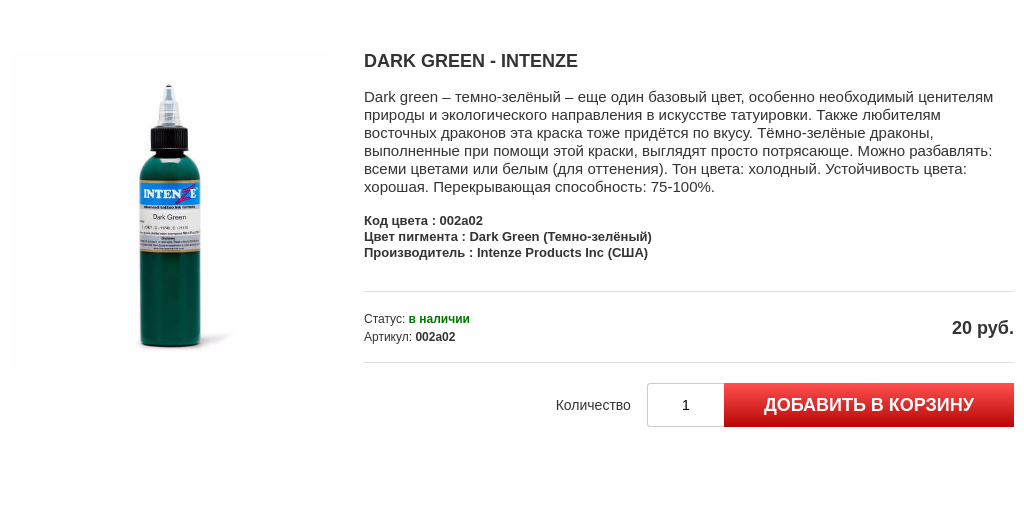 DARK GREEN - INTENZE
Dark green – темно-зелёный – еще один базовый цвет, особенно необходимый ценителям
природы и экологического направления в искусстве татуировки. Также любителям
восточных драконов эта краска тоже придётся по вкусу. Тёмно-зелёные драконы,
выполненные при помощи этой краски, выглядят просто потрясающе. Можно разбавлять:
всеми цветами или белым (для оттенения). Тон цвета: холодный. Устойчивость цвета:
хорошая. Перекрывающая способность: 75-100%.
Код цвета : 002a02
Цвет пигмента : Dark Green (Темно-зелёный)
Производитель : Intenze Products Inc (США)
INTENZE
advanced tattoo ink formula
Dark Green
Статус: в наличии
Артикул: 002a02
20 руб.
Количество
1
ДОБАВИТЬ В КОРЗИНУ